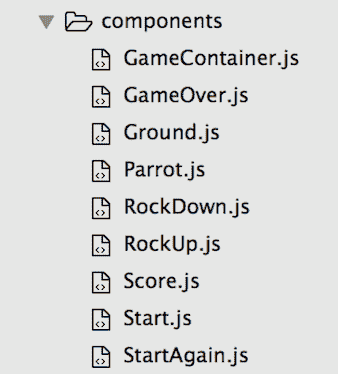 components
GameContainer.js
GameOver.js
Ground.js
Parrot.js
RockDown.js
RockUp.js
Score.js
Start.js
StartAgain.js